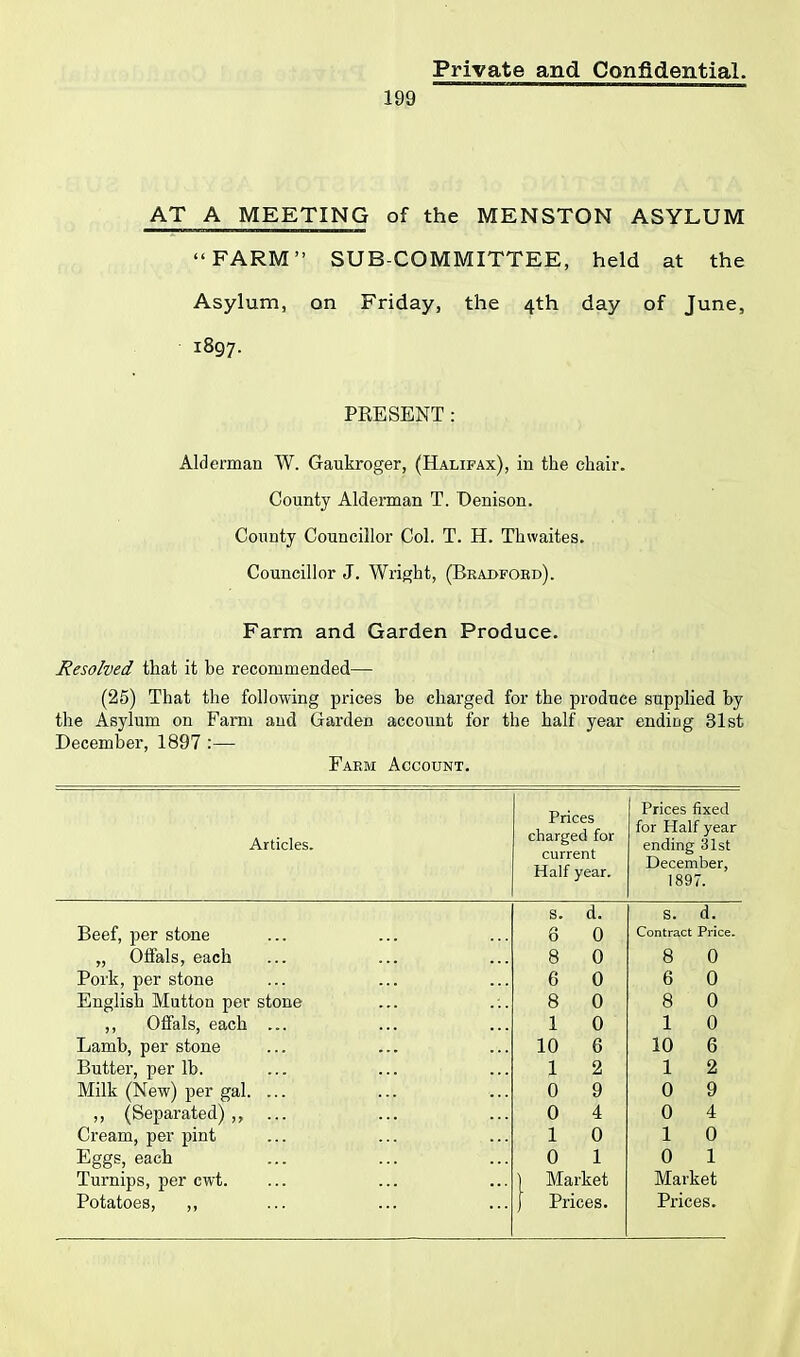 Private and Confidential.
199
AT A MEETING of the MENSTON ASYLUM
“FARM” SUB-COMMITTEE, held at the
Asylum, on Friday, the 4th day of June,
1897.
PRESENT :
Alderman W. Gaukroger, (Halifax), in the chair.
County Alderman T. Denison.
County Councillor Col. T. H. Thwaites.
Councillor J. Wright, (Bradford).
Farm and Garden Produce.
Resolved that it be recommended—
(25) That the following prices be charged for the produce supplied by
the Asylum on Farm and Garden account for the half year ending 31st
December, 1897 :—
Farm Account.
Articles. Prices charged for current Half year. Prices fixed for Half year ending 31st December, 1897.
s. d. s. d.
Beef, per stone ... ... ... 6 0 Contract Price.
„ Offals, each ... ... ... 8 0 8 0
Pork, per stone ... ... ... 6 0 6 0
English Mutton per stone ... ... 8 0 8 0
,, Offals, each ... ... ... 1 0 1 0
Lamb, per stone ... ... ... 10 6 10 6
Butter, per lb. ... ... ... 1 2 1 2
Milk (New) per gal. ... ... ... 0 9 0 9
,, (Separated) ,, ... ... ... 0 4 0 4
Cream, per pint ... ... ... 1 0 1 0
Eggs, each ... ... ... 0 1 0 1
Turnips, per cwt. ... ... ... } Market Market
Potatoes, ,, ... ... ... } Prices. Prices.